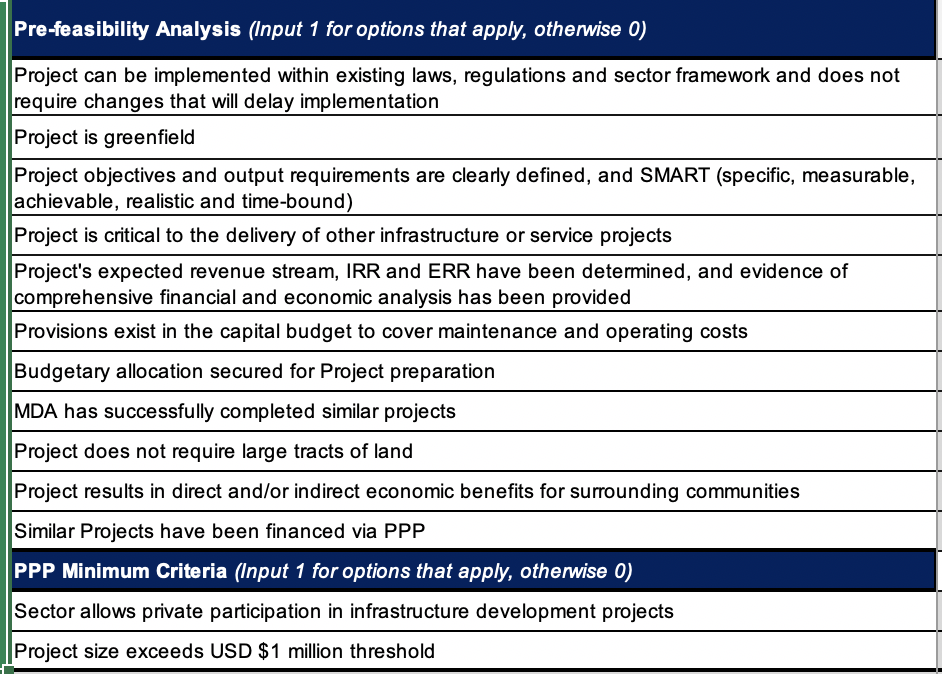 Pre-feasibility Analysis (Input 1 for options that apply, otherwise 0)
Project can be implemented within existing laws, regulations and sector framework and does not
require changes that will delay implementation
Project is greenfield
Project objectives and output requirements are clearly defined, and SMART (specific, measurable,
achievable, realistic and time-bound)
Project is critical to the delivery of other infrastructure or service projects
Project's expected revenue stream, IRR and ERR have been determined, and evidence of
comprehensive financial and economic analysis has been provided
Provisions exist in the capital budget to cover maintenance and operating costs
Budgetary allocation secured for Project preparation
MDA has successfully completed similar projects
Project does not require large tracts of land
Project results in direct and/or indirect economic benefits for surrounding communities
Similar Projects have been financed via PPP
PPP Minimum Criteria (Input 1 for options that apply, otherwise 0)
Sector allows private participation in infrastructure development projects
Project size exceeds USD $1 million threshold